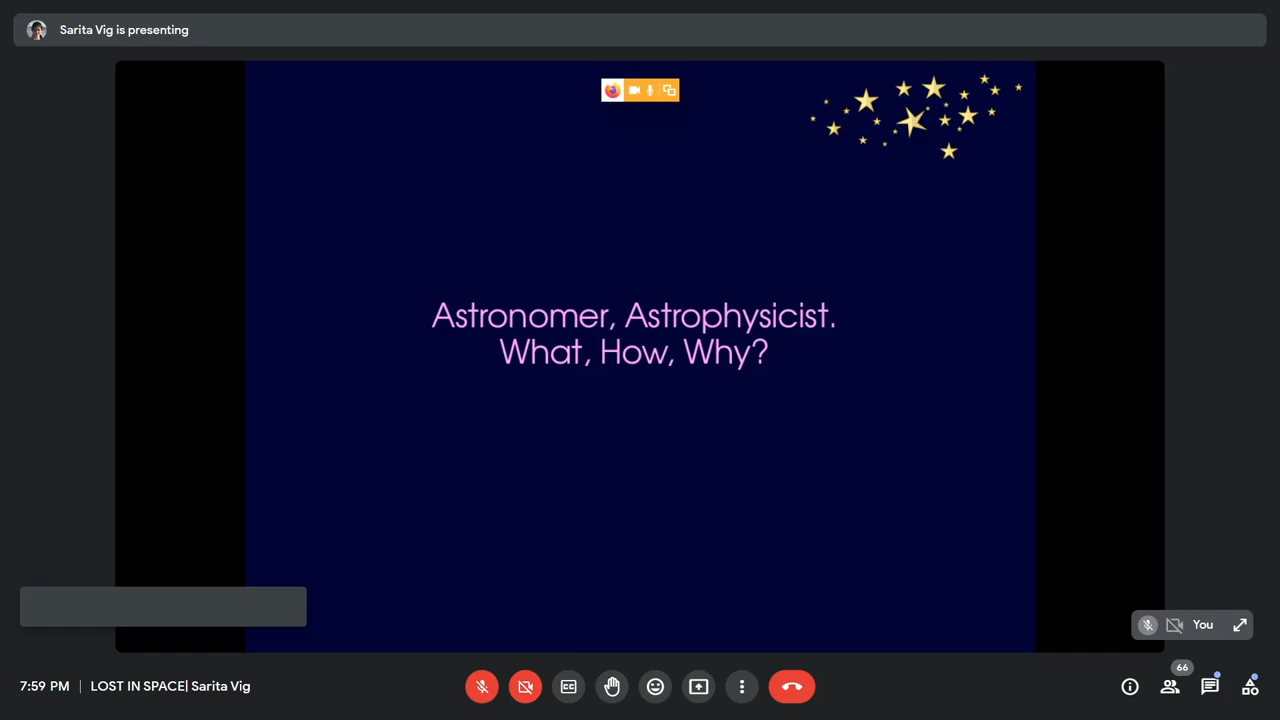 Sarita Vig is presenting
Astronomer, Astrophysicist.
What, How, Why?
You
66
7:59 PM | LOST IN SPACE| Sarita Vig